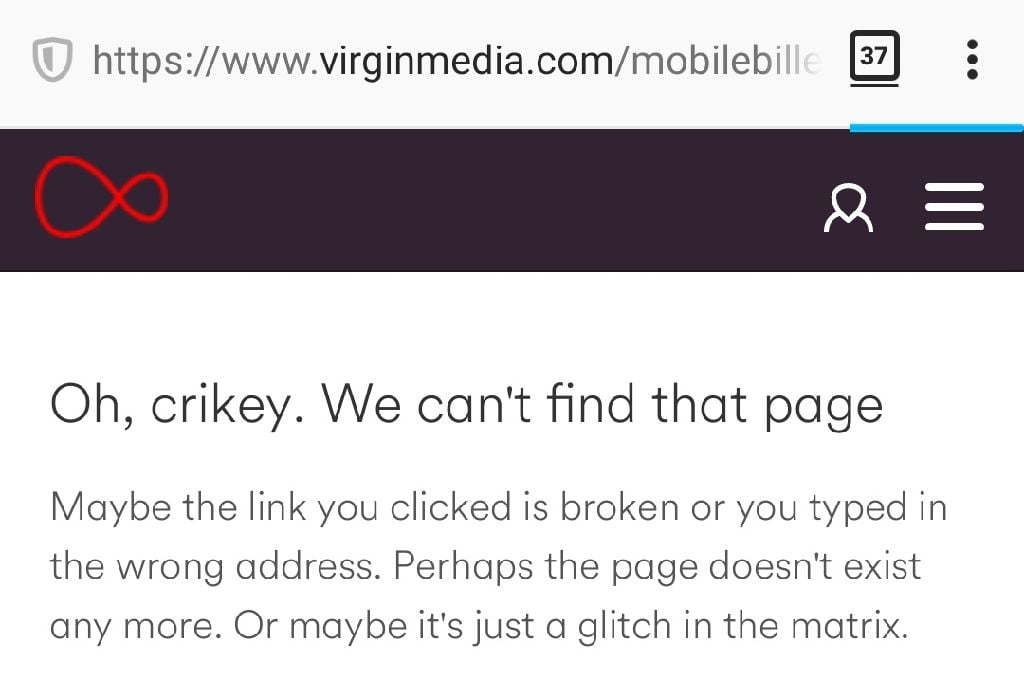 https://www.virginmedia.com/mobilebille
37
Oh, crikey. We can't find that page
Maybe the link you clicked is broken or you typed in
the wrong address. Perhaps the page doesn't exist
any more. Or maybe it's just a glitch in the matrix.